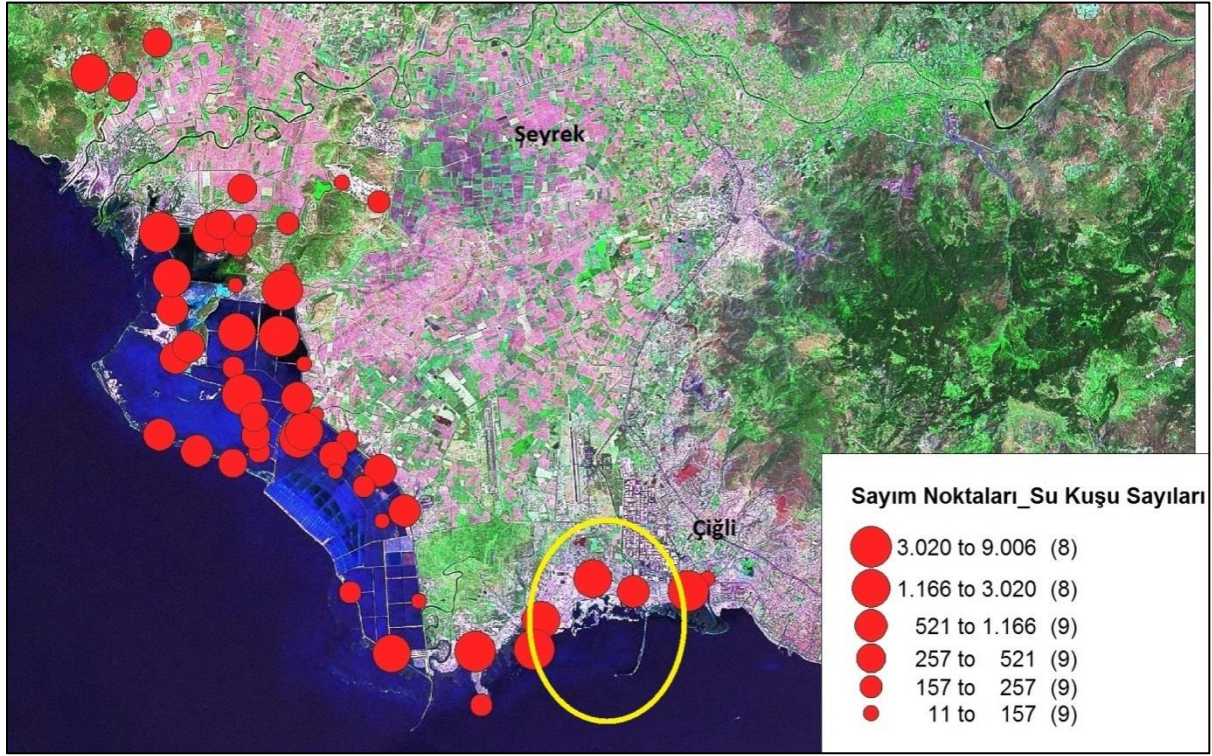 Şeyrek
Çiğli
Sayım Noktaları_Su Kuşu Sayıları
3.020 to 9.006 (8)
1.166 to 3.020 (8)
521 to 1.166 (9)
257 to 521 (9)
157 to 257 (9)
11 to 157 (9)